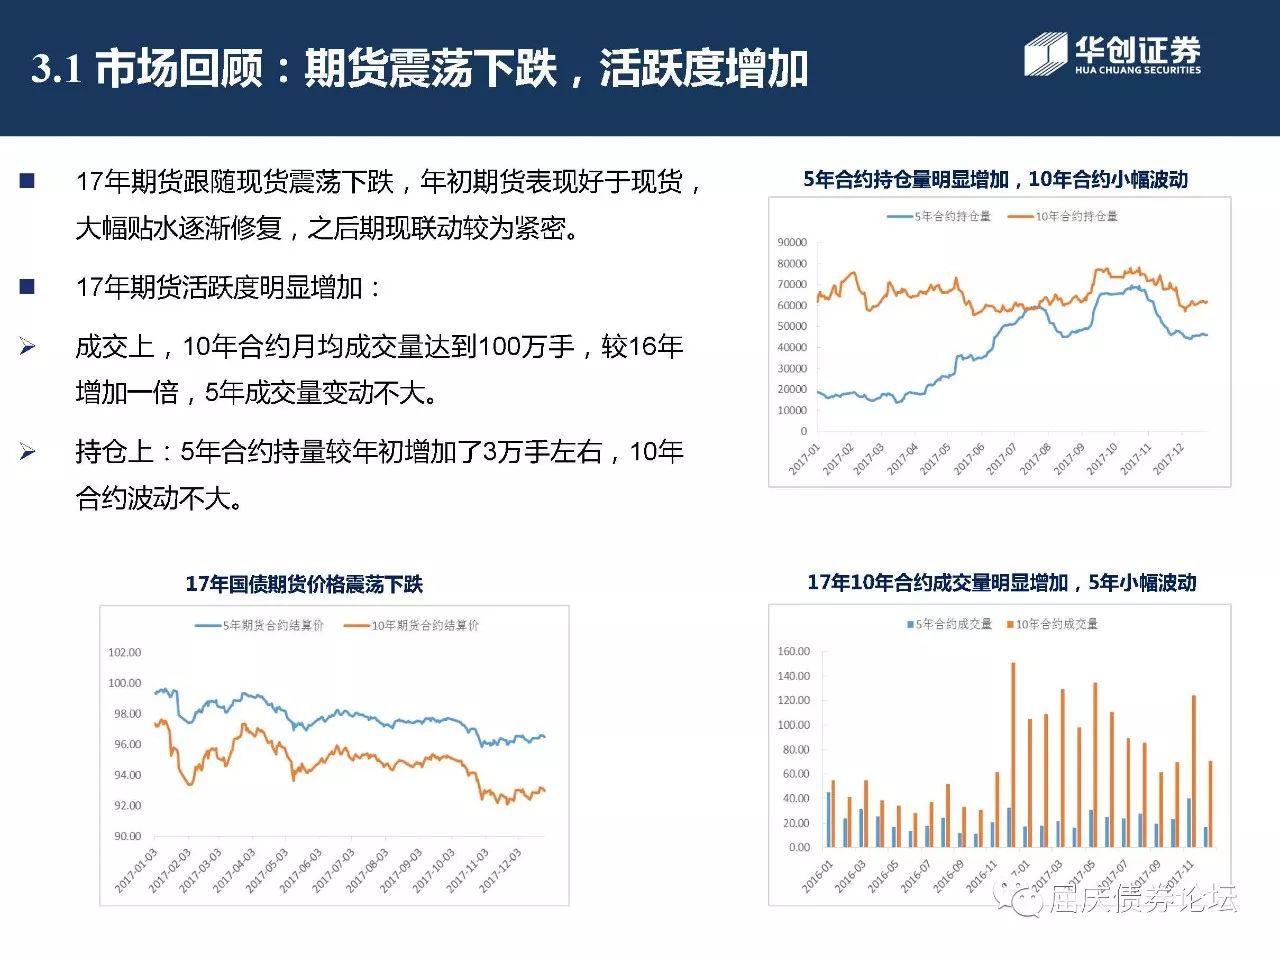 3.1 市场回顾：期货震荡下跌，活跃度增加
华创证券
HUA CHUANG SECURITIES
17年期货跟随现货震荡下跌，年初期货表现好于现货，
大幅贴水逐渐修复，之后期现联动较为紧密。
17年期货活跃度明显增加：
成交上，10年合约月均成交量达到100万手，较16年
增加一倍，5年成交量变动不大。
持仓上：5年合约持量较年初增加了3万手左右，10年
合约波动不大。
5年合约持仓量明显增加，10年合约小幅波动
5年合约持仓量 10年合约持仓量
90000
80000
70000
60000
50000
40000
30000
20000
10000
0
2017-01 2017-02 2017-03 2017-04 2017-05 2017-06 2017-07 2017-08 2017-09 2017-10 2017-11 2017-12
17年国债期货价格震荡下跌
5年期货合约结算价 10年期货合约结算价
102.00
100.00
98.00
96.00
94.00
92.00
90.00
2017-01-03 2017-02-03 2017-03-03 2017-04-03 2017-05-03 2017-06-03 2017-07-03 2017-08-03 2017-09-03 2017-10-03 2017-11-03 2017-12-03
17年10年合约成交量明显增加，5年小幅波动
5年合约成交量 10年合约成交量
160.00
140.00
120.00
100.00
80.00
60.00
40.00
20.00
0.00
2016-01 2016-03 2016-05 2016-07 2016-09 2016-11 2017-01 2017-03 2017-05 2017-07 2017-09 2017-11
屈庆债券论坛